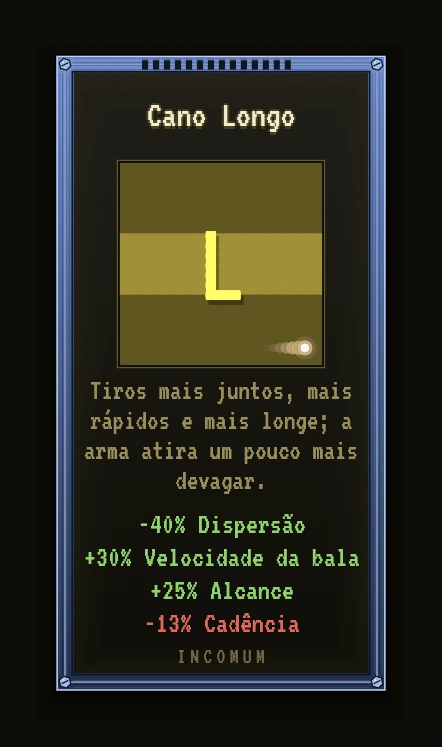 Cano Longo
L
Tiros mais juntos, mais
rápidos e mais longe; a
arma atira um pouco mais
devagar.
-40% Dispersão
+30% Velocidade da bala
+25% Alcance
-13% Cadência
INCOMUM